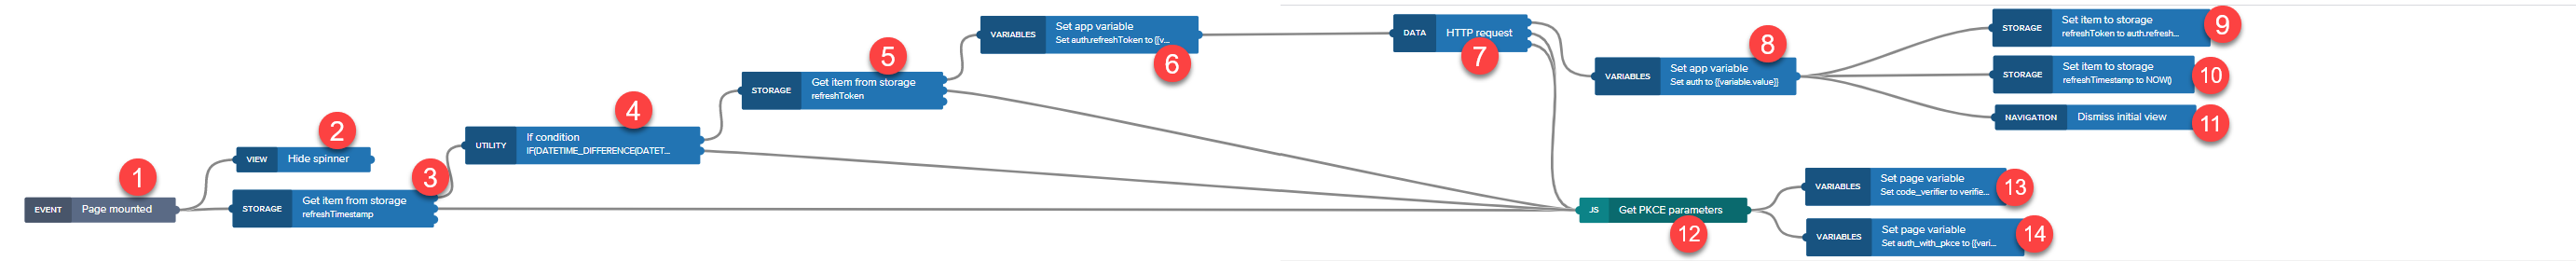 EVENT
Page mounted
1
VIEW
Hide spinner
2
STORAGE
Get item from storage
refreshTimestamp
3
UTILITY
If condition
IF(DATETIME_DIFFERENCE(DATET...
4
STORAGE
Get item from storage
refreshToken
5
VARIABLES
Set app variable
Set auth.refreshToken to {{v...
6
DATA
HTTP request
7
VARIABLES
Set app variable
Set auth to {{variable.value}}
8
STORAGE
Set item to storage
refreshToken to auth.refresh...
9
STORAGE
Set item to storage
refreshTimestamp to NOW()
10
NAVIGATION
Dismiss initial view
11
JS
Get PKCE parameters
12
VARIABLES
Set page variable
Set code_verifier to verifie...
13
VARIABLES
Set page variable
Set auth_with_pkce to {{vari...
14